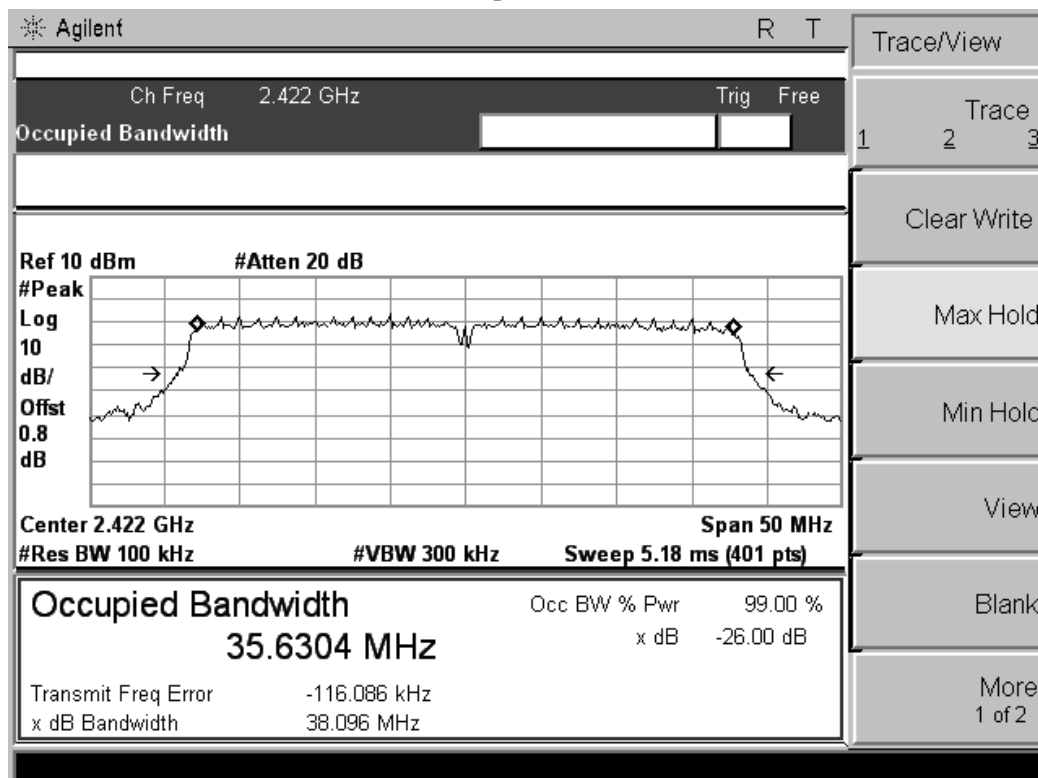 Agilent R T
Ch Freq 2.422 GHz Trig Free
Occupied Bandwidth
Ref 10 dBm #Atten 20 dB
#Peak
Log
10
dB/
Offst
0.8
dB
Center 2.422 GHz Span 50 MHz
#Res BW 100 kHz #VBW 300 kHz Sweep 5.18 ms (401 pts)
Occupied Bandwidth Occ BW % Pwr 99.00 %
35.6304 MHz x dB -26.00 dB
Transmit Freq Error -116.086 kHz
x dB Bandwidth 38.096 MHz
Trace/View
Trace
1 2 3
Clear Write
Max Hold
Min Hold
View
Blank
More
1 of 2